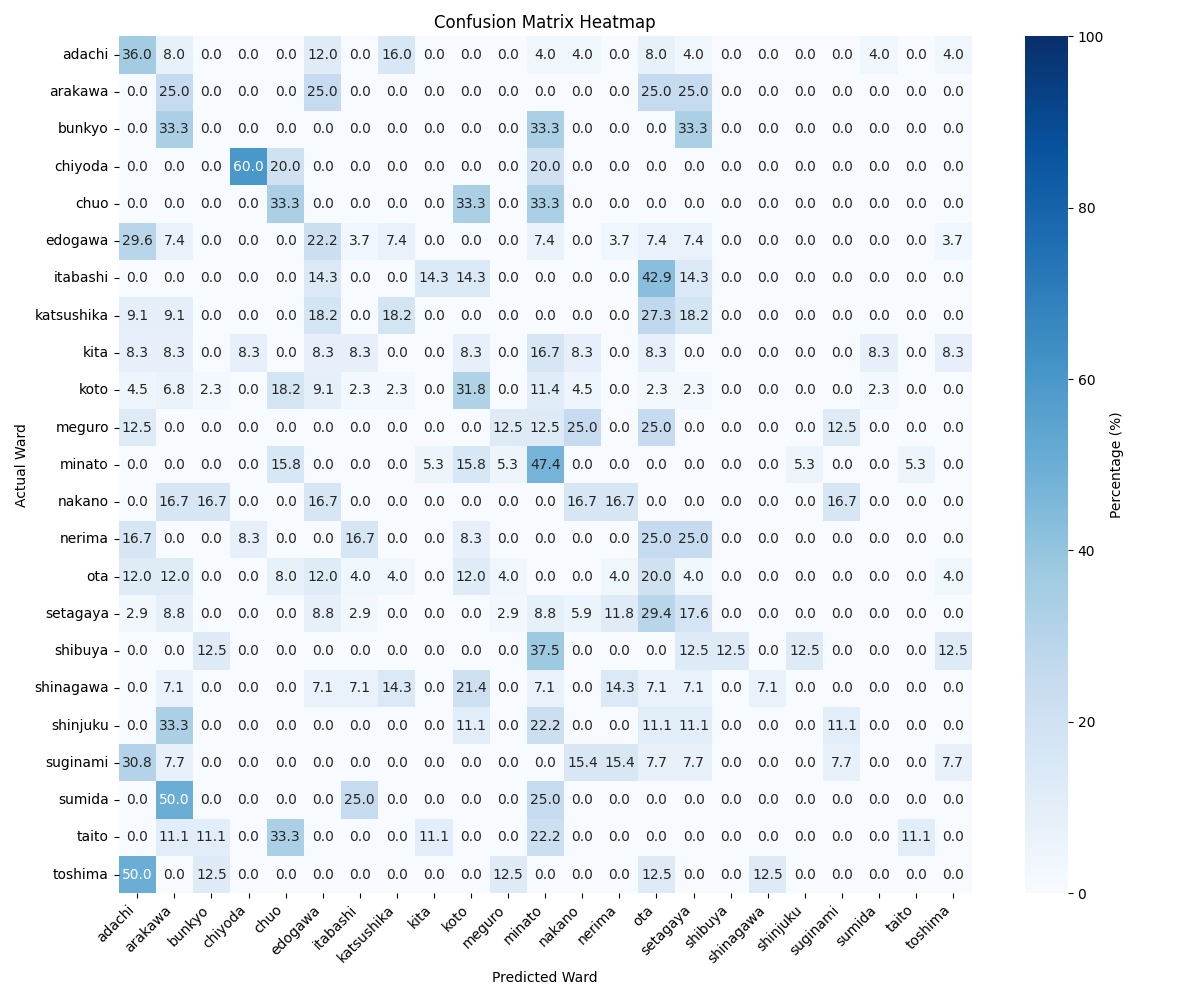 Confusion Matrix Heatmap
adachi 36.0 8.0 0.0 0.0 0.0 12.0 0.0 16.0 0.0 0.0 0.0 4.0 4.0 0.0 8.0 4.0 0.0 0.0 0.0 0.0 4.0 0.0 4.0
arakawa 0.0 25.0 0.0 0.0 0.0 25.0 0.0 0.0 0.0 0.0 0.0 0.0 0.0 0.0 25.0 25.0 0.0 0.0 0.0 0.0 0.0 0.0 0.0
bunkyo 0.0 33.3 0.0 0.0 0.0 0.0 0.0 0.0 0.0 0.0 0.0 33.3 0.0 0.0 0.0 33.3 0.0 0.0 0.0 0.0 0.0 0.0 0.0
chiyoda 0.0 0.0 0.0 60.0 20.0 0.0 0.0 0.0 0.0 0.0 0.0 20.0 0.0 0.0 0.0 0.0 0.0 0.0 0.0 0.0 0.0 0.0 0.0
chuo 0.0 0.0 0.0 0.0 33.3 0.0 0.0 0.0 0.0 33.3 0.0 33.3 0.0 0.0 0.0 0.0 0.0 0.0 0.0 0.0 0.0 0.0 0.0
edogawa 29.6 7.4 0.0 0.0 0.0 22.2 3.7 7.4 0.0 0.0 0.0 7.4 0.0 3.7 7.4 7.4 0.0 0.0 0.0 0.0 0.0 0.0 3.7
itabashi 0.0 0.0 0.0 0.0 0.0 14.3 0.0 0.0 14.3 14.3 0.0 0.0 0.0 0.0 42.9 14.3 0.0 0.0 0.0 0.0 0.0 0.0 0.0
katsushika 9.1 9.1 0.0 0.0 0.0 18.2 0.0 18.2 0.0 0.0 0.0 0.0 0.0 0.0 27.3 18.2 0.0 0.0 0.0 0.0 0.0 0.0 0.0
kita 8.3 8.3 0.0 8.3 0.0 8.3 8.3 0.0 0.0 8.3 0.0 16.7 8.3 0.0 8.3 0.0 0.0 0.0 0.0 0.0 8.3 0.0 8.3
koto 4.5 6.8 2.3 0.0 18.2 9.1 2.3 2.3 0.0 31.8 0.0 11.4 4.5 0.0 2.3 2.3 0.0 0.0 0.0 0.0 2.3 0.0 0.0
meguro 12.5 0.0 0.0 0.0 0.0 0.0 0.0 0.0 0.0 0.0 12.5 12.5 25.0 0.0 25.0 0.0 0.0 0.0 0.0 12.5 0.0 0.0 0.0
minato 0.0 0.0 0.0 0.0 15.8 0.0 0.0 0.0 5.3 15.8 5.3 47.4 0.0 0.0 0.0 0.0 0.0 0.0 5.3 0.0 0.0 5.3 0.0
nakano 0.0 16.7 16.7 0.0 0.0 16.7 0.0 0.0 0.0 0.0 0.0 0.0 16.7 16.7 0.0 0.0 0.0 0.0 0.0 16.7 0.0 0.0 0.0
nerima 16.7 0.0 0.0 8.3 0.0 0.0 16.7 0.0 0.0 8.3 0.0 0.0 0.0 0.0 25.0 25.0 0.0 0.0 0.0 0.0 0.0 0.0 0.0
ota 12.0 12.0 0.0 0.0 8.0 12.0 4.0 4.0 0.0 12.0 4.0 0.0 0.0 4.0 20.0 4.0 0.0 0.0 0.0 0.0 0.0 0.0 4.0
setagaya 2.9 8.8 0.0 0.0 0.0 8.8 2.9 0.0 0.0 0.0 2.9 8.8 5.9 11.8 29.4 17.6 0.0 0.0 0.0 0.0 0.0 0.0 0.0
shibuya 0.0 0.0 12.5 0.0 0.0 0.0 0.0 0.0 0.0 0.0 0.0 37.5 0.0 0.0 0.0 12.5 12.5 0.0 12.5 0.0 0.0 0.0 12.5
shinagawa 0.0 7.1 0.0 0.0 0.0 7.1 7.1 14.3 0.0 21.4 0.0 7.1 0.0 14.3 7.1 7.1 0.0 7.1 0.0 0.0 0.0 0.0 0.0
shinjuku 0.0 33.3 0.0 0.0 0.0 0.0 0.0 0.0 0.0 11.1 0.0 22.2 0.0 0.0 11.1 11.1 0.0 0.0 0.0 11.1 0.0 0.0 0.0
suginami 30.8 7.7 0.0 0.0 0.0 0.0 0.0 0.0 0.0 0.0 0.0 0.0 15.4 15.4 7.7 7.7 0.0 0.0 0.0 7.7 0.0 0.0 7.7
sumida 0.0 50.0 0.0 0.0 0.0 0.0 25.0 0.0 0.0 0.0 0.0 25.0 0.0 0.0 0.0 0.0 0.0 0.0 0.0 0.0 0.0 0.0 0.0
taito 0.0 11.1 11.1 0.0 33.3 0.0 0.0 0.0 11.1 0.0 0.0 22.2 0.0 0.0 0.0 0.0 0.0 0.0 0.0 0.0 0.0 11.1 0.0
toshima 50.0 0.0 12.5 0.0 0.0 0.0 0.0 0.0 0.0 0.0 12.5 0.0 0.0 0.0 12.5 0.0 0.0 12.5 0.0 0.0 0.0 0.0 0.0
adachi arakawa bunkyo chiyoda chuo edogawa itabashi katsushika kita koto meguro minato nakano nerima ota setagaya shibuya shinagawa shinjuku suginami sumida taito toshima
Predicted Ward
Actual Ward
100
80
60
40
20
0
Percentage (%)